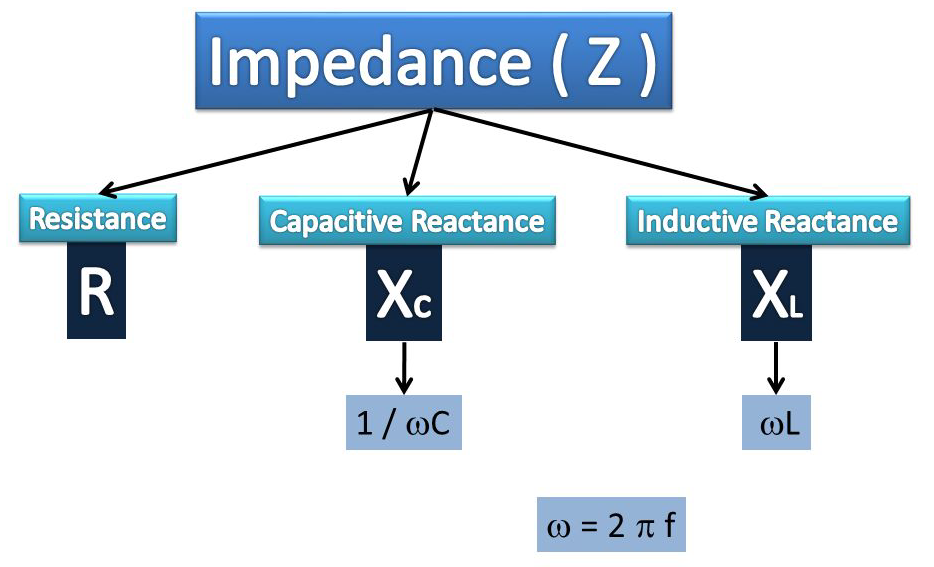 Impedance ( Z )
Resistance
R
Capacitive Reactance
XC
1 / ωC
Inductive Reactance
XL
ωL
ω = 2 π f